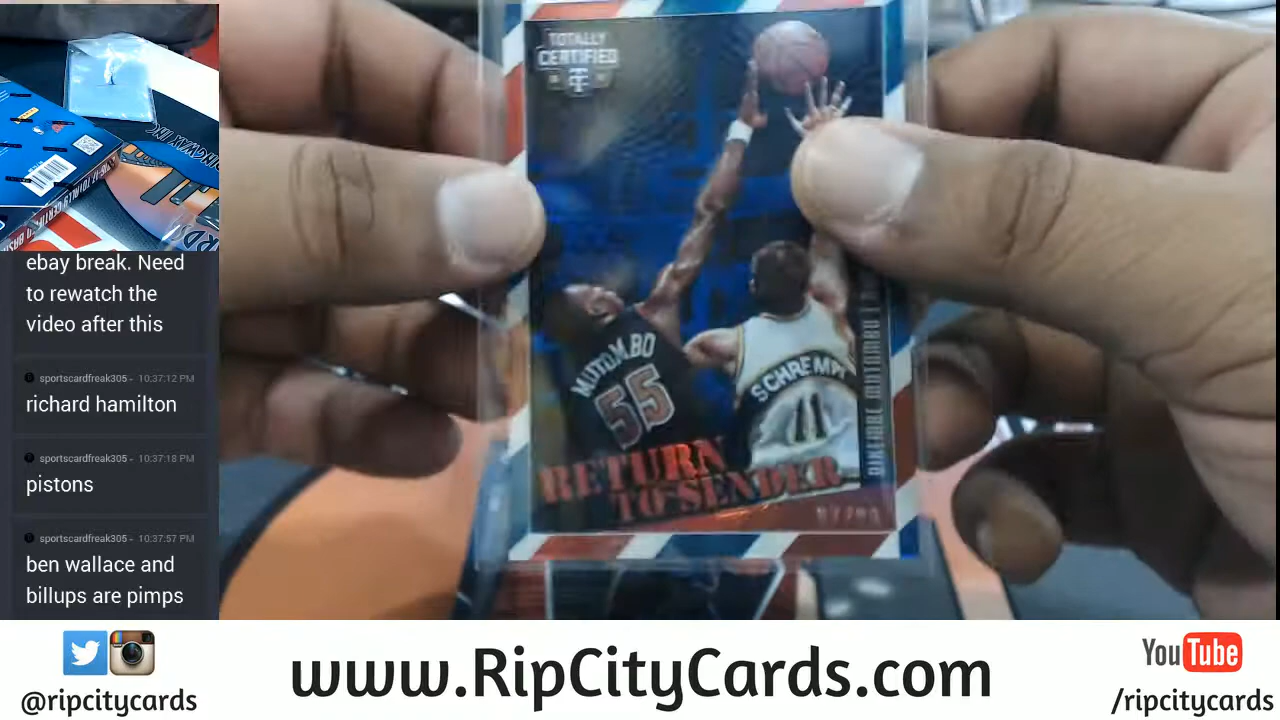 ebay break. Need
to rewatch the
video after this
sportscardfreak305 - 10:37:12 PM
richard hamilton
sportscardfreak305 - 10:37:18 PM
pistons
sportscardfreak305 - 10:37:57 PM
ben wallace and
billups are pimps
TOTALLY
CERTIFIED
MUTOMBO
55
SCHREMPF
11
DIKEMBE MUTOMBO
RETURN
TO SENDER
@ripcitycards
www.RipCityCards.com
YouTube
/ripcitycards